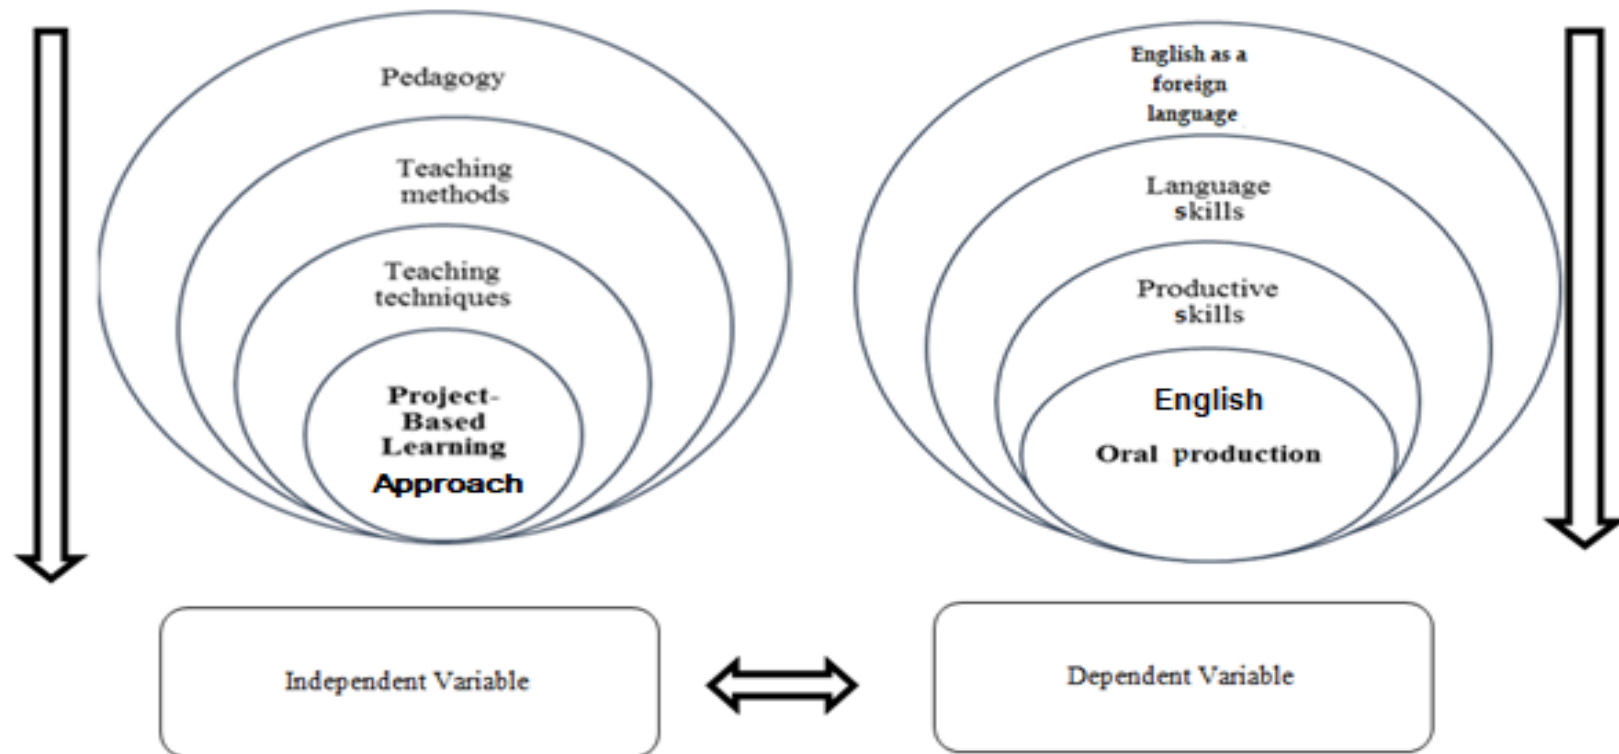 Pedagogy
Teaching
methods
Teaching
techniques
Project-
Based
Learning
Approach
English as a
foreign
language
Language
skills
Productive
skills
English
Oral production
Independent Variable
Dependent Variable